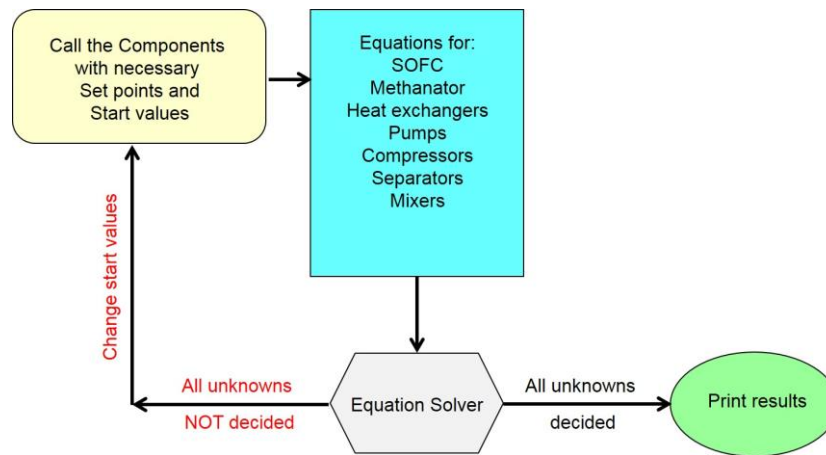 Call the Components
with necessary
Set points and
Start values
Equations for:
SOFC
Methanator
Heat exchangers
Pumps
Compressors
Separators
Mixers
Change start values
All unknowns
NOT decided
Equation Solver
All unknowns
decided
Print results